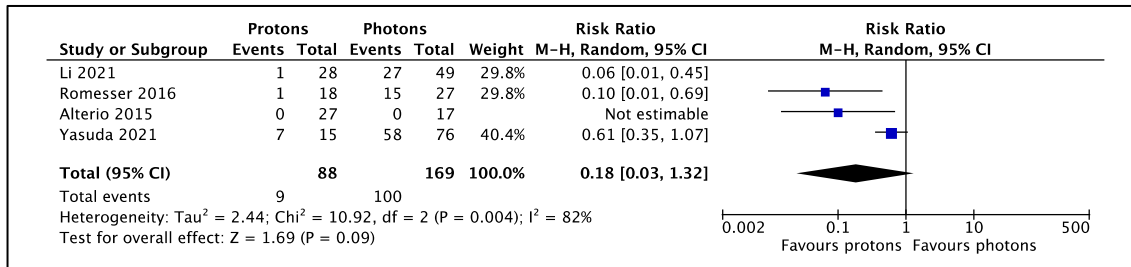 Protons Photons Risk Ratio Risk Ratio
Study or Subgroup Events Total Events Total Weight M-H, Random, 95% CI M-H, Random, 95% CI
Li 2021 1 28 27 49 29.8% 0.06 [0.01, 0.45]
Romesser 2016 1 18 15 27 29.8% 0.10 [0.01, 0.69]
Alterio 2015 0 27 0 17 Not estimable
Yasuda 2021 7 15 58 76 40.4% 0.61 [0.35, 1.07]
Total (95% CI) 88 169 100.0% 0.18 [0.03, 1.32]
Total events 9 100
Heterogeneity: Tau² = 2.44; Chi² = 10.92, df = 2 (P = 0.004); I² = 82%
Test for overall effect: Z = 1.69 (P = 0.09)
0.002 0.1 1 10 500
Favours protons Favours photons